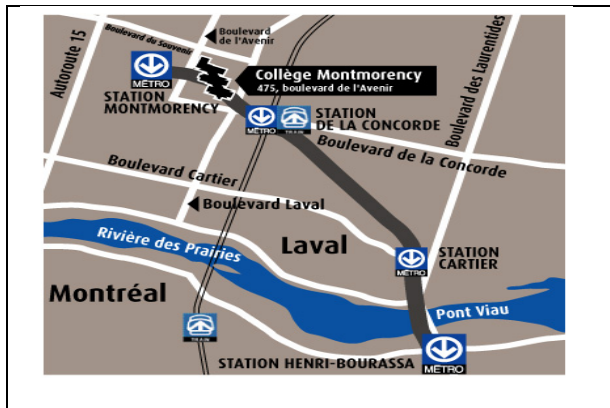 Autoroute 15
Boulevard du Souvenir
Boulevard
de l'Avenir
MÉTRO
STATION
MONTMORENCY
Collège Montmorency
475, boulevard de l'Avenir
MÉTRO
TRAIN
STATION
DE LA CONCORDE
Boulevard des Laurentides
Boulevard de la Concorde
Boulevard Cartier
Boulevard Laval
Rivière des Prairies
Laval
MÉTRO
STATION
CARTIER
Montréal
Pont Viau
TRAIN
STATION HENRI-BOURASSA
MÉTRO